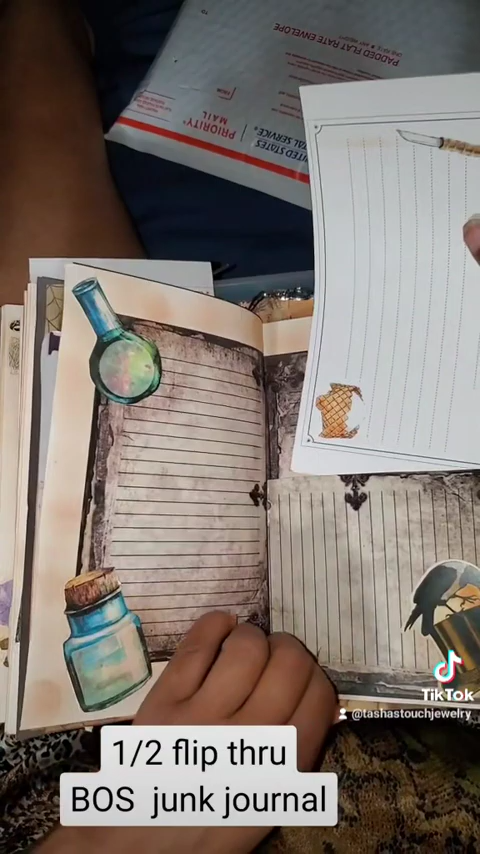 PADDED FLAT RATE ENVELOPE
PRIORITY
MAIL
UNITED STATES
POSTAL SERVICE
FROM:
TikTok
@tashastouchjewelry
1/2 flip thru
BOS junk journal